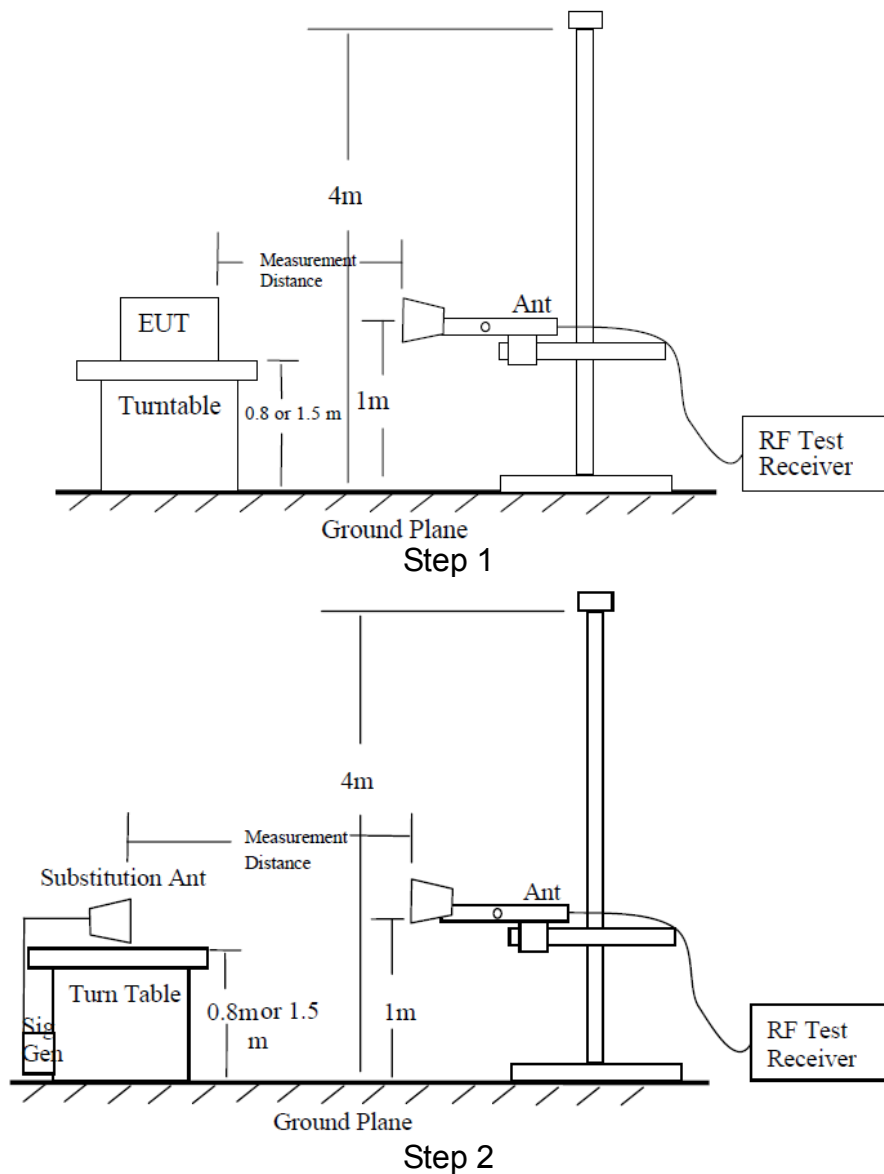 4m
Measurement
Distance
Ant
EUT
1m
Turntable
0.8 or 1.5 m
RF Test
Receiver
Ground Plane
Step 1
4m
Measurement
Distance
Substitution Ant
Ant
Turn Table
0.8m or 1.5
m
1m
Sig
Gen
RF Test
Receiver
Ground Plane
Step 2